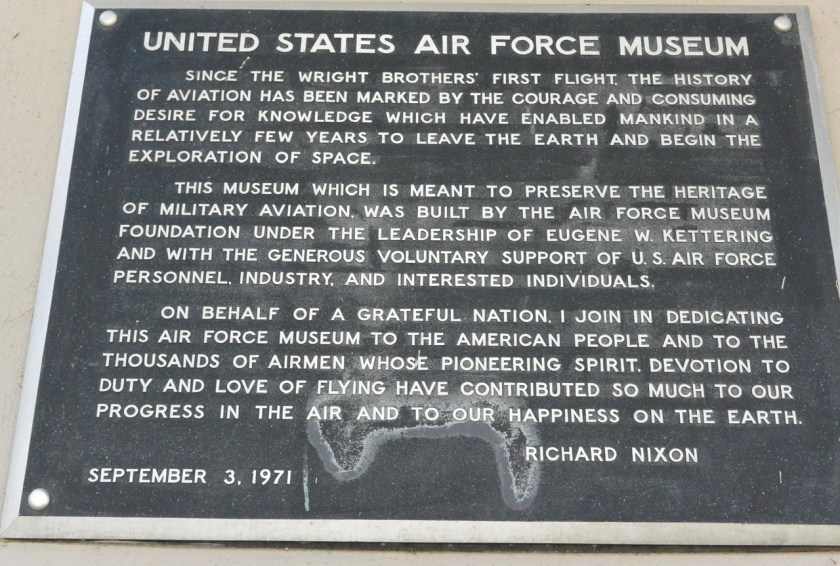 UNITED STATES AIR FORCE MUSEUM
SINCE THE WRIGHT BROTHERS' FIRST FLIGHT, THE HISTORY
OF AVIATION HAS BEEN MARKED BY THE COURAGE AND CONSUMING
DESIRE FOR KNOWLEDGE WHICH HAVE ENABLED MANKIND IN A
RELATIVELY FEW YEARS TO LEAVE THE EARTH AND BEGIN THE
EXPLORATION OF SPACE.
THIS MUSEUM WHICH IS MEANT TO PRESERVE THE HERITAGE
OF MILITARY AVIATION, WAS BUILT BY THE AIR FORCE MUSEUM
FOUNDATION UNDER THE LEADERSHIP OF EUGENE W. KETTERING
AND WITH THE GENEROUS VOLUNTARY SUPPORT OF U.S. AIR FORCE
PERSONNEL, INDUSTRY, AND INTERESTED INDIVIDUALS.
ON BEHALF OF A GRATEFUL NATION, I JOIN IN DEDICATING
THIS AIR FORCE MUSEUM TO THE AMERICAN PEOPLE AND TO THE
THOUSANDS OF AIRMEN WHOSE PIONEERING SPIRIT, DEVOTION TO
DUTY AND LOVE OF FLYING HAVE CONTRIBUTED SO MUCH TO OUR
PROGRESS IN THE AIR AND TO OUR HAPPINESS ON THE EARTH.
RICHARD NIXON
SEPTEMBER 3, 1971